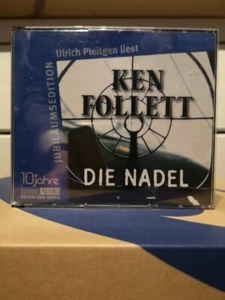 Ulrich Pleitgen liest
JUBILÄUMSEDITION
KEN
FOLLETT
DIE NADEL
10 Jahre